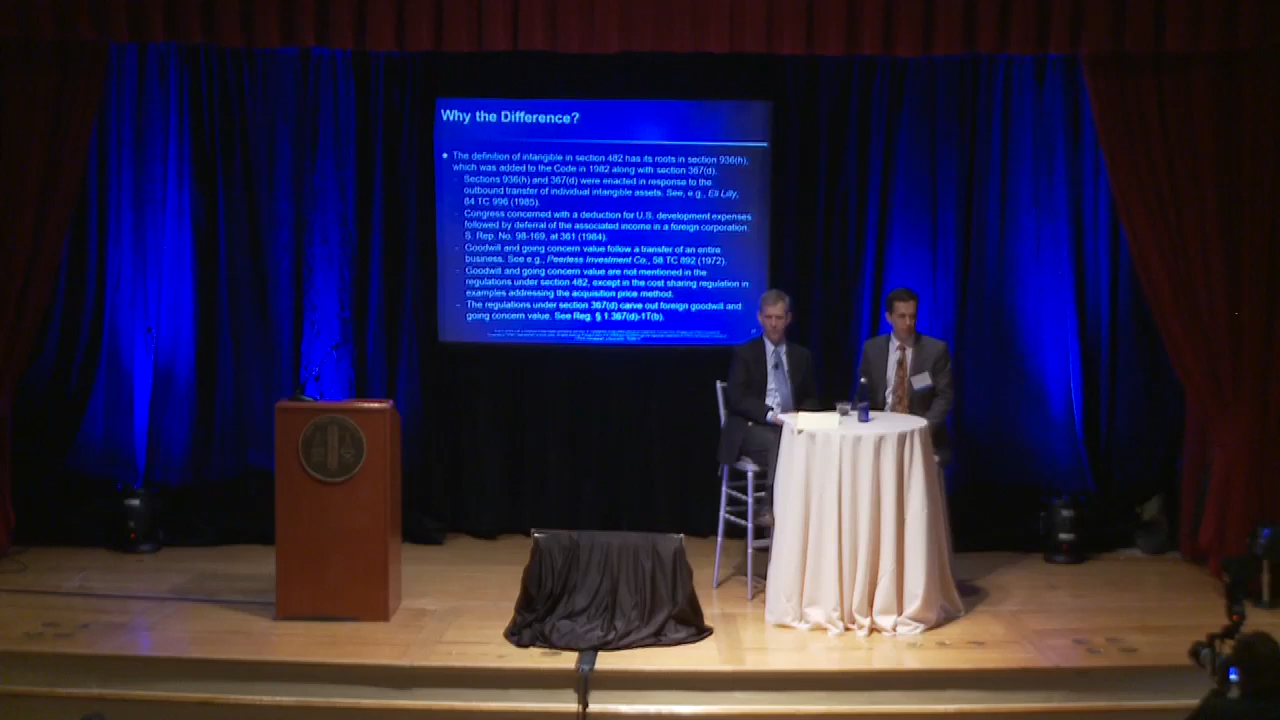 Why the Difference?
The definition of intangible in section 482 has its roots in section 936(h),
which was added to the Code in 1982 along with section 367(d).
Sections 936(h) and 367(d) were enacted in response to the
outbound transfer of individual intangible assets. See, e.g., Eli Lilly,
84 TC 996 (1985).
Congress concerned with a deduction for U.S. development expenses
followed by deferral of the associated income in a foreign corporation.
S. Rep. No. 98-169, at 361 (1984).
Goodwill and going concern value follow a transfer of an entire
business. See e.g., Peerless Investment Co., 58 TC 892 (1972).
Goodwill and going concern value are not mentioned in the
regulations under section 482, except in the cost sharing regulation in
examples addressing the acquisition price method.
The regulations under section 367(d) carve out foreign goodwill and
going concern value. See Reg. § 1.367(d)-1T(b).